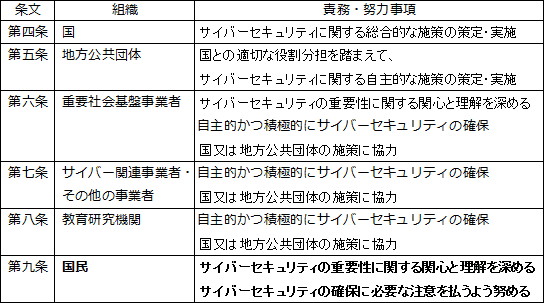 条文 組織 責務・努力事項
第四条 国 サイバーセキュリティに関する総合的な施策の策定・実施
第五条 地方公共団体 国との適切な役割分担を踏まえて、
サイバーセキュリティに関する自主的な施策の策定・実施
第六条 重要社会基盤事業者 サイバーセキュリティの重要性に関する関心と理解を深める
自主的かつ積極的にサイバーセキュリティの確保
国又は地方公共団体の施策に協力
第七条 サイバー関連事業者・ 自主的かつ積極的にサイバーセキュリティの確保
その他の事業者 国又は地方公共団体の施策に協力
第八条 教育研究機関 自主的かつ積極的にサイバーセキュリティの確保
国又は地方公共団体の施策に協力
第九条 国民 サイバーセキュリティの重要性に関する関心と理解を深める
サイバーセキュリティの確保に必要な注意を払うよう努める